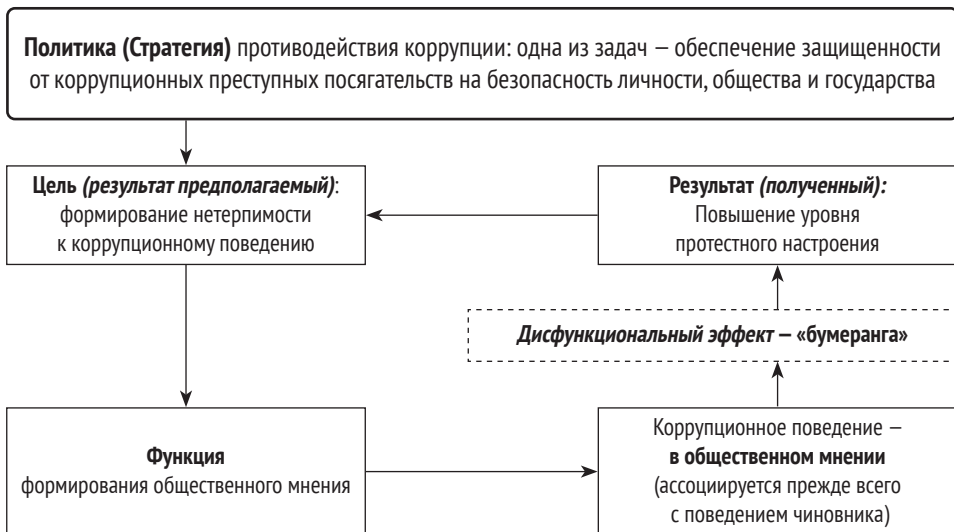 Политика (Стратегия) противодействия коррупции: одна из задач — обеспечение защищенности
от коррупционных преступных посягательств на безопасность личности, общества и государства
Цель (результат предполагаемый):
формирование нетерпимости
к коррупционному поведению
Результат (полученный):
Повышение уровня
протестного настроения
Дисфункциональный эффект — «бумеранга»
Функция
формирования общественного мнения
Коррупционное поведение —
в общественном мнении
(ассоциируется прежде всего
с поведением чиновника)